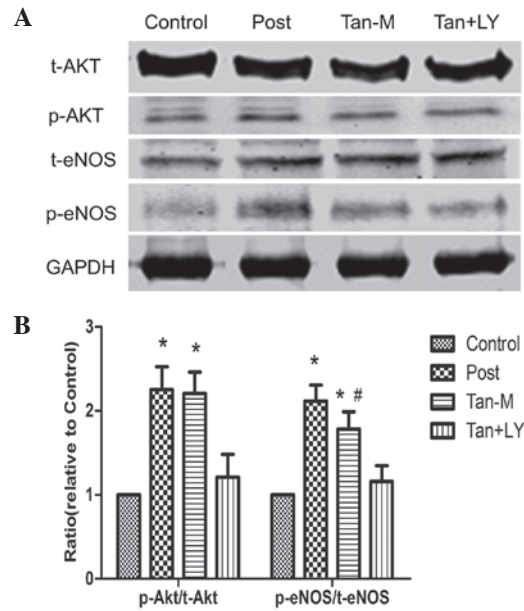 A
Control Post Tan-M Tan+LY
t-AKT
p-AKT
t-eNOS
p-eNOS
GAPDH
B
Ratio(relative to Control)
3
2
1
0
* * * * #
p-Akt/t-Akt p-eNOS/t-eNOS
Control
Post
Tan-M
Tan+LY